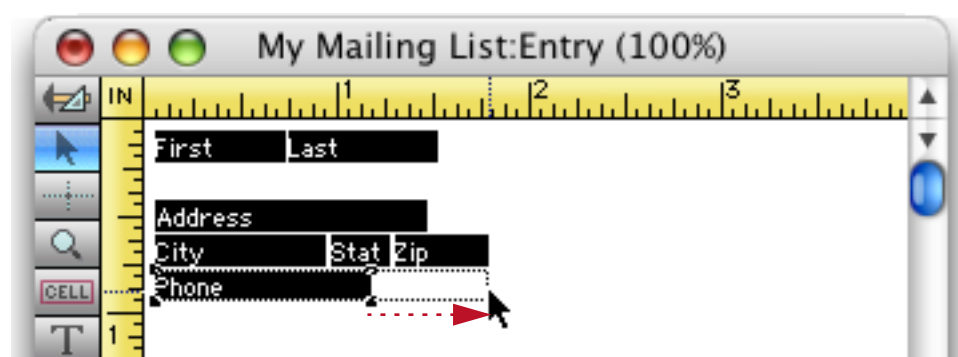 My Mailing List:Entry (100%)
IN 1 2 3
First Last
Address
City Stat Zip
CELL Phone
T 1